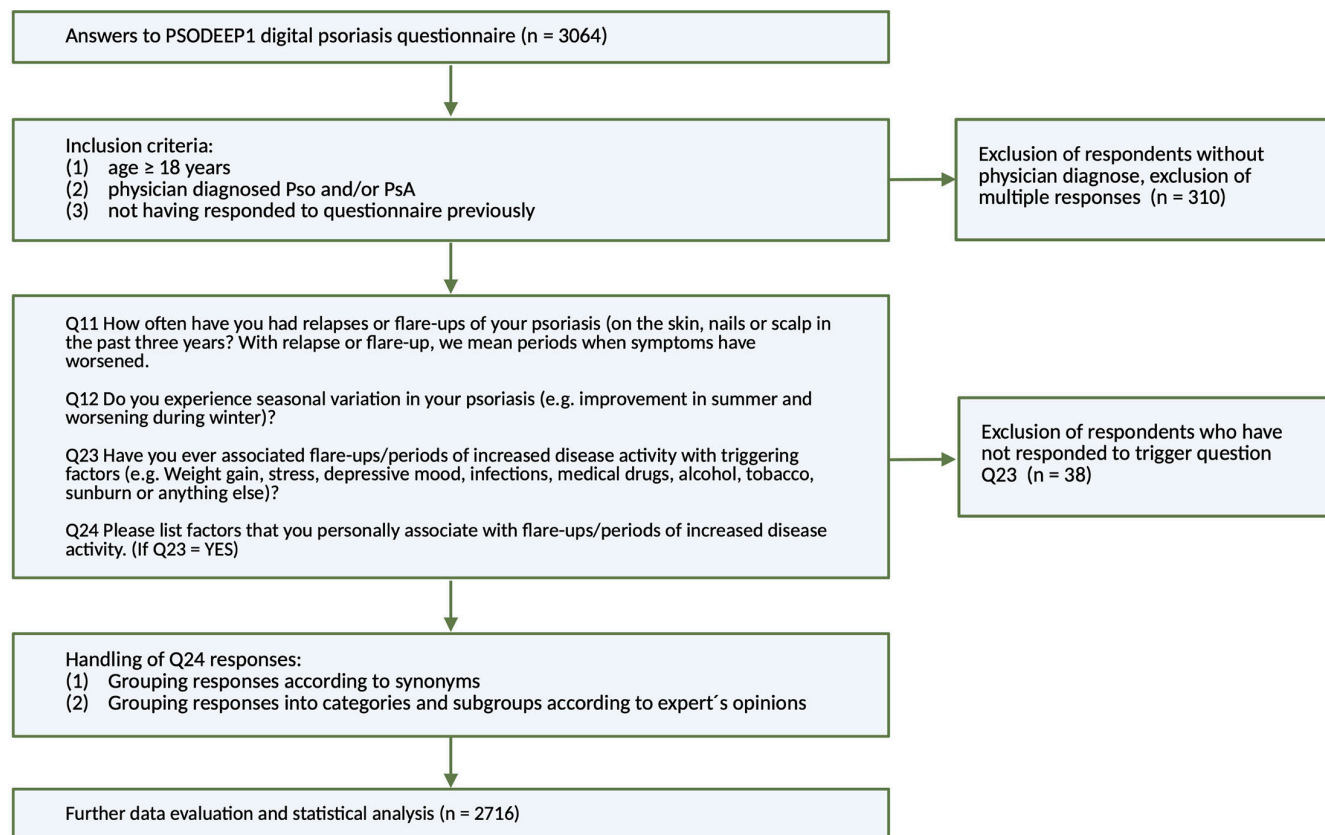 Answers to PSODEEP1 digital psoriasis questionnaire (n = 3064)
Inclusion criteria:
(1) age ≥ 18 years
(2) physician diagnosed Pso and/or PsA
(3) not having responded to questionnaire previously
Exclusion of respondents without
physician diagnose, exclusion of
multiple responses (n = 310)
Q11 How often have you had relapses or flare-ups of your psoriasis (on the skin, nails or scalp in
the past three years? With relapse or flare-up, we mean periods when symptoms have
worsened.
Q12 Do you experience seasonal variation in your psoriasis (e.g. improvement in summer and
worsening during winter)?
Q23 Have you ever associated flare-ups/periods of increased disease activity with triggering
factors (e.g. Weight gain, stress, depressive mood, infections, medical drugs, alcohol, tobacco,
sunburn or anything else)?
Q24 Please list factors that you personally associate with flare-ups/periods of increased disease
activity. (If Q23 = YES)
Exclusion of respondents who have
not responded to trigger question
Q23 (n = 38)
Handling of Q24 responses:
(1) Grouping responses according to synonyms
(2) Grouping responses into categories and subgroups according to expert´s opinions
Further data evaluation and statistical analysis (n = 2716)